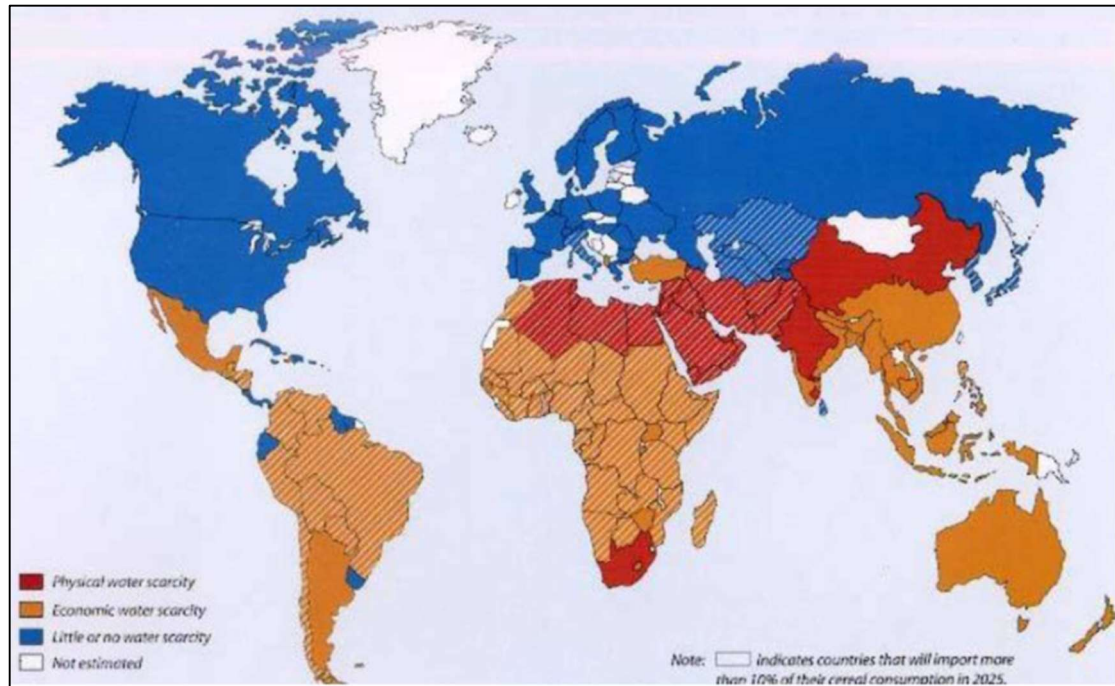 Physical water scarcity
Economic water scarcity
Little or no water scarcity
Not estimated
Note: indicates countries that will import more
than 10% of their cereal consumption in 2025.